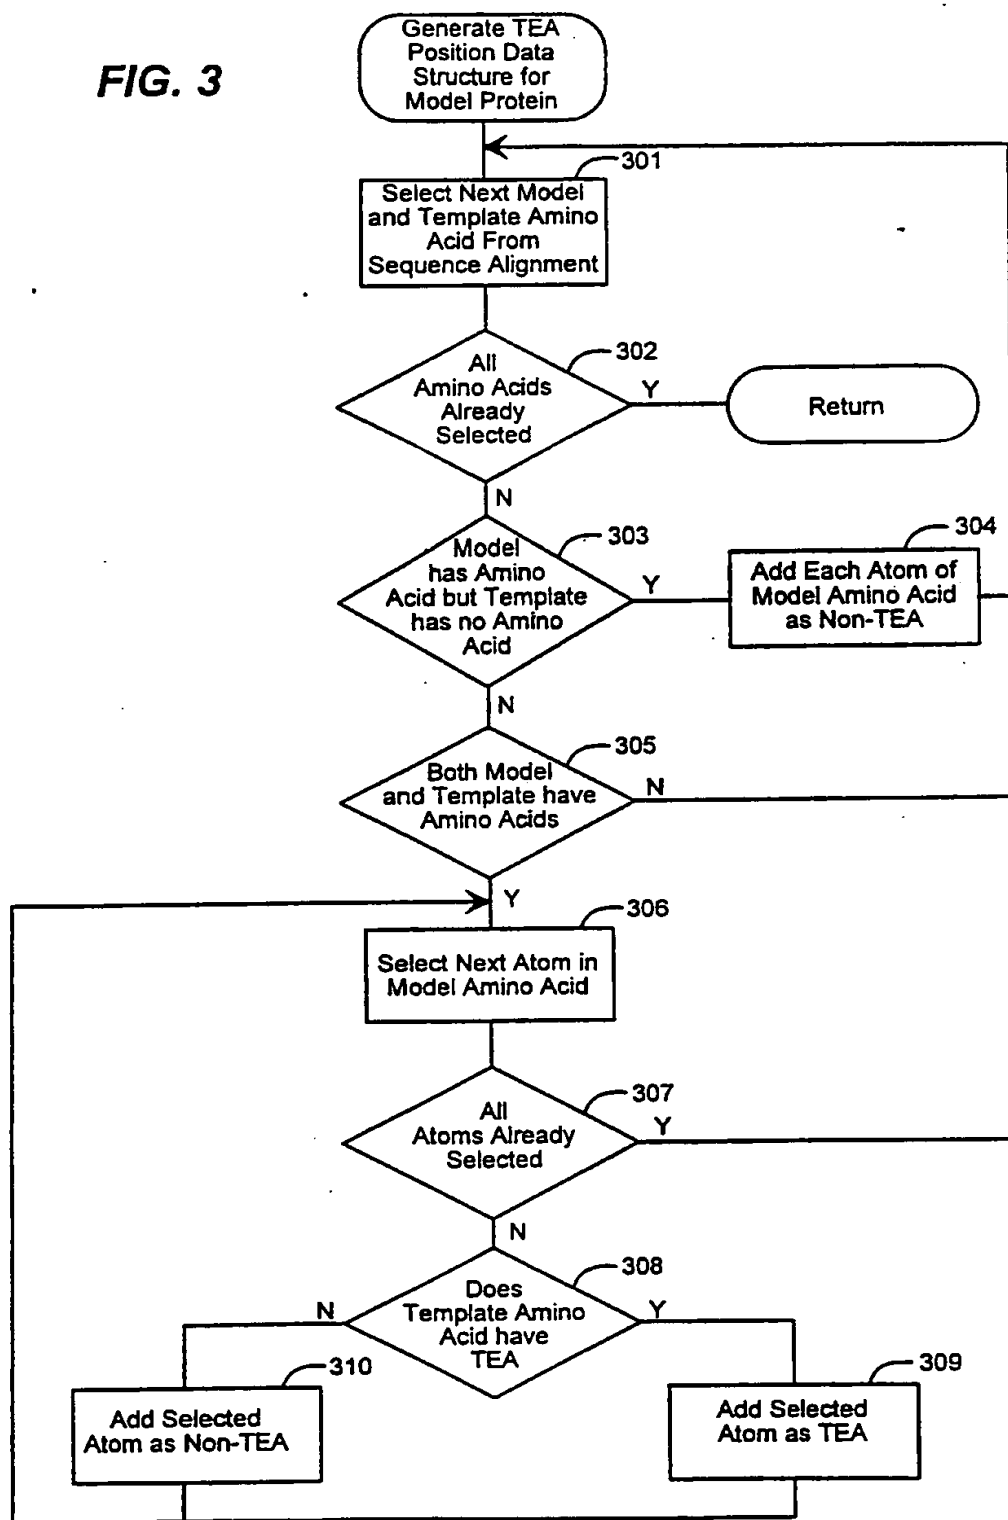 FIG. 3
Generate TEA
Position Data
Structure for
Model Protein
301
Select Next Model
and Template Amino
Acid From
Sequence Alignment
302
All
Amino Acids
Already
Selected
Y
Return
N
303
Model
has Amino
Acid but Template
has no Amino
Acid
Y
304
Add Each Atom of
Model Amino Acid
as Non-TEA
N
305
Both Model
and Template have
Amino Acids
N
Y
306
Select Next Atom in
Model Amino Acid
307
All
Atoms Already
Selected
Y
N
308
Does
Template Amino
Acid have
TEA
N
Y
310
Add Selected
Atom as Non-TEA
309
Add Selected
Atom as TEA